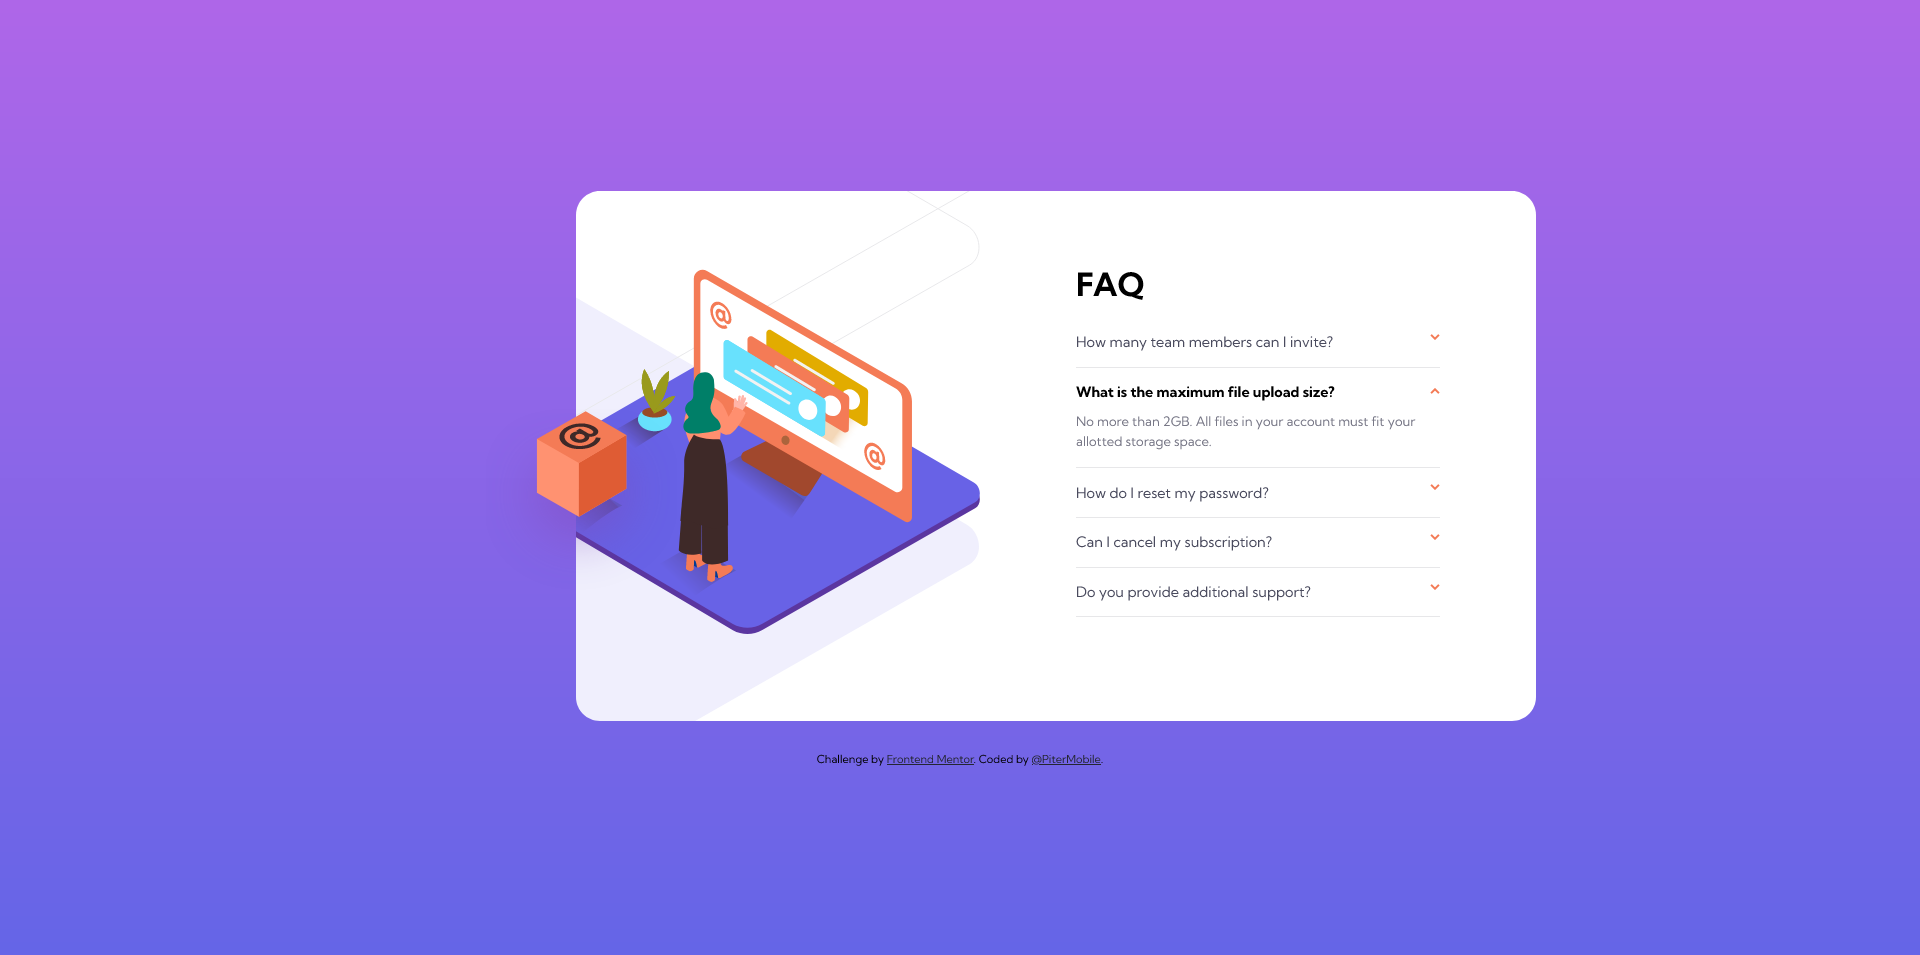 FAQ
How many team members can I invite?
What is the maximum file upload size?
No more than 2GB. All files in your account must fit your
allotted storage space.
How do I reset my password?
Can I cancel my subscription?
Do you provide additional support?
@
@
@
Challenge by Frontend Mentor. Coded by @PiterMobile.